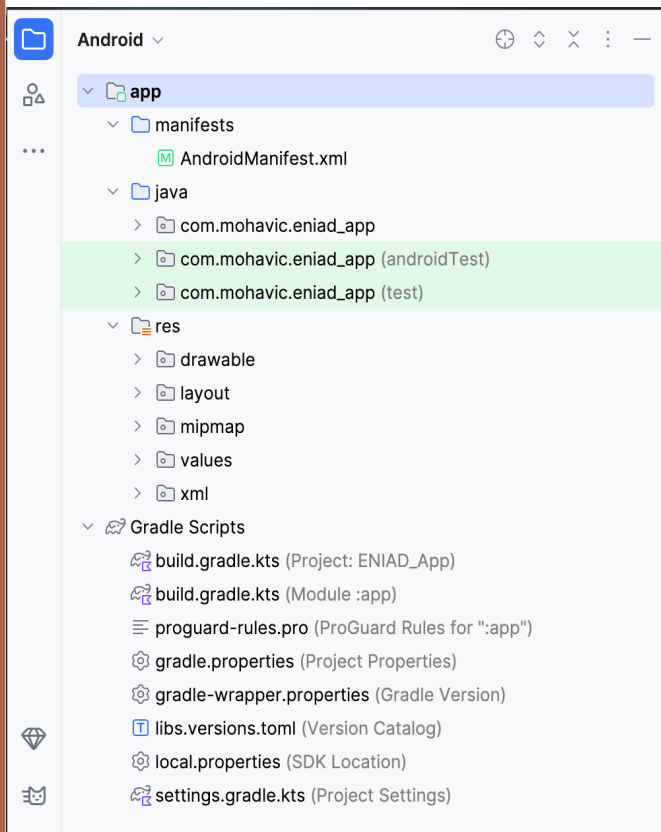 Android
app
manifests
M AndroidManifest.xml
java
com.mohavic.eniad_app
com.mohavic.eniad_app (androidTest)
com.mohavic.eniad_app (test)
res
drawable
layout
mipmap
values
xml
Gradle Scripts
build.gradle.kts (Project: ENIAD_App)
build.gradle.kts (Module :app)
proguard-rules.pro (ProGuard Rules for ":app")
gradle.properties (Project Properties)
gradle-wrapper.properties (Gradle Version)
T libs.versions.toml (Version Catalog)
local.properties (SDK Location)
settings.gradle.kts (Project Settings)